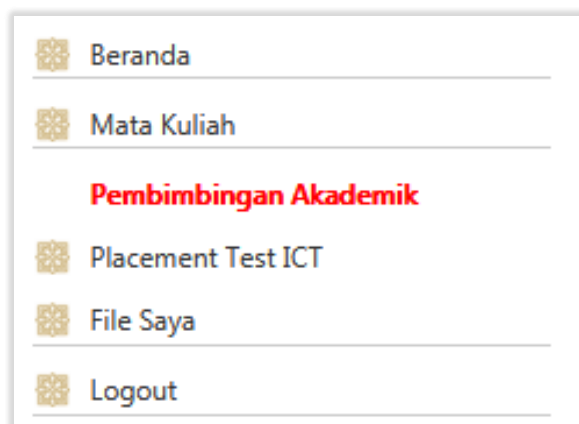 Beranda
Mata Kuliah
Pembimbingan Akademik
Placement Test ICT
File Saya
Logout